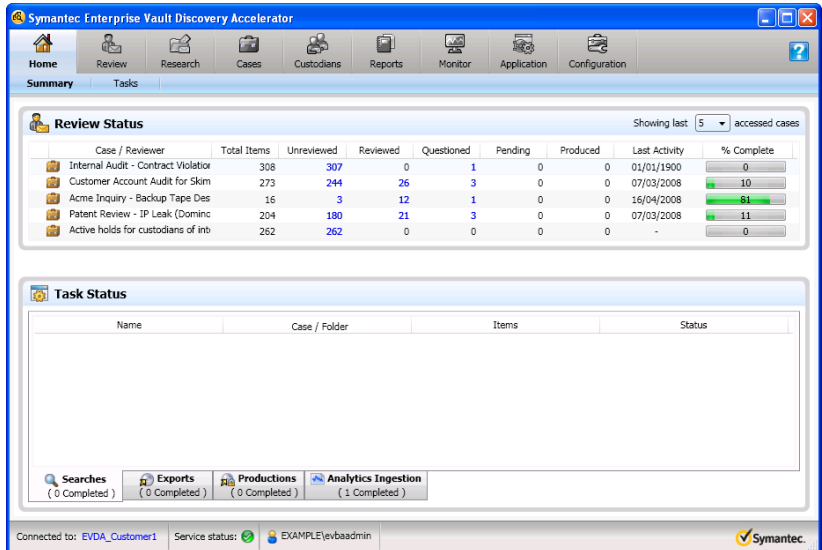 Symantec Enterprise Vault Discovery Accelerator
Home Review Research Cases Custodians Reports Monitor Application Configuration
Summary Tasks
Review Status Showing last 5 accessed cases
Case / Reviewer Total Items Unreviewed Reviewed Questioned Pending Produced Last Activity % Complete
Internal Audit - Contract Violation 308 307 0 1 0 0 01/01/1900 0
Customer Account Audit for Skim 273 244 26 3 0 0 07/03/2008 10
Acme Inquiry - Backup Tape Des 16 3 12 1 0 0 16/04/2008 81
Patent Review - IP Leak (Dominc 204 180 21 3 0 0 07/03/2008 11
Active holds for custodians of int 262 262 0 0 0 0 - 0
Task Status
Name Case / Folder Items Status
Searches Exports Productions Analytics Ingestion
( 0 Completed ) ( 0 Completed ) ( 0 Completed ) ( 1 Completed )
Connected to: EVDA_Customer1 Service status: EXAMPLE\evbaadmin Symantec.